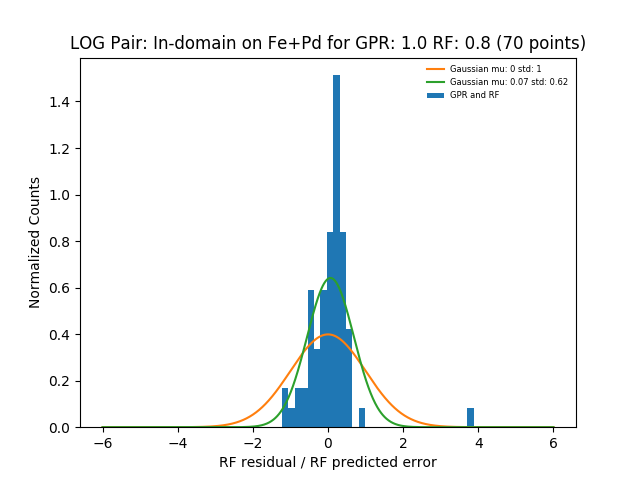 LOG Pair: In-domain on Fe+Pd for GPR: 1.0 RF: 0.8 (70 points)
Gaussian mu: 0 std: 1
Gaussian mu: 0.07 std: 0.62
GPR and RF
Normalized Counts
1.4
1.2
1.0
0.8
0.6
0.4
0.2
0.0
−6 −4 −2 0 2 4 6
RF residual / RF predicted error